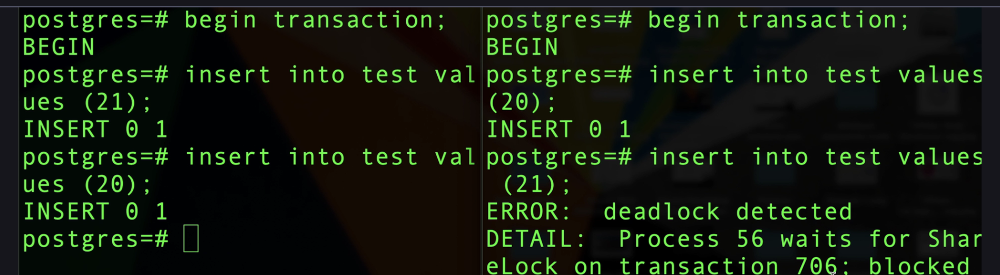 postgres=# begin transaction;
BEGIN
postgres=# insert into test val
ues (21);
INSERT 0 1
postgres=# insert into test val
ues (20);
INSERT 0 1
postgres=#
postgres=# begin transaction;
BEGIN
postgres=# insert into test values
(20);
INSERT 0 1
postgres=# insert into test values
(21);
ERROR:  deadlock detected
DETAIL:  Process 56 waits for Shar
eLock on transaction 706; blocked